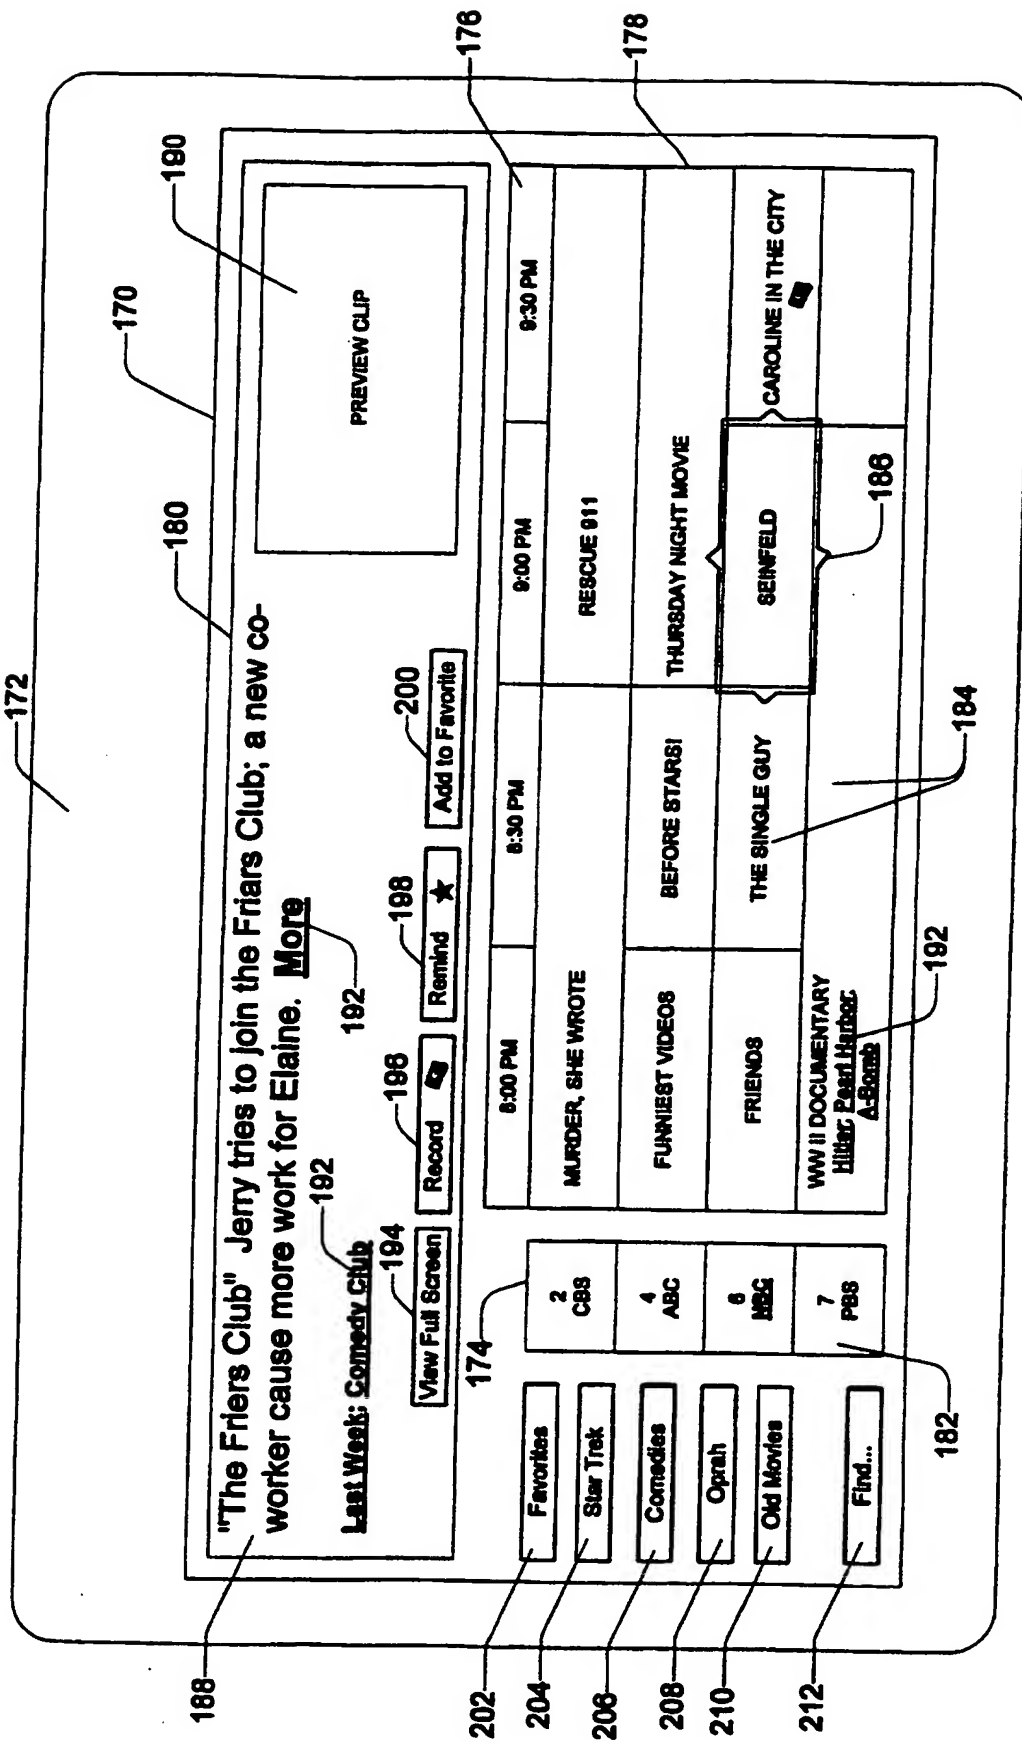 172
170
180
190
188
"The Friers Club" Jerry tries to join the Friars Club; a new co-
worker cause more work for Elaine. More
192
Last Week; Comedy Club
192
PREVIEW CLIP
194
198
198
200
View Full Screen
Record
Remind
Add to Favorite
174
176
178
8:00 PM
8:30 PM
9:00 PM
9:30 PM
202
Favorites
204
Star Trek
206
Comedies
208
Oprah
210
Old Movies
212
Find...
2
CBS
MURDER, SHE WROTE
RESCUE 911
4
ABC
FUNNIEST VIDEOS
BEFORE STARS!
THURSDAY NIGHT MOVIE
6
NBC
FRIENDS
THE SINGLE GUY
SEINFELD
CAROLINE IN THE CITY
7
PBS
WW II DOCUMENTARY
Hitler, Pearl Harbor,
A-Bomb
182
192
184
186